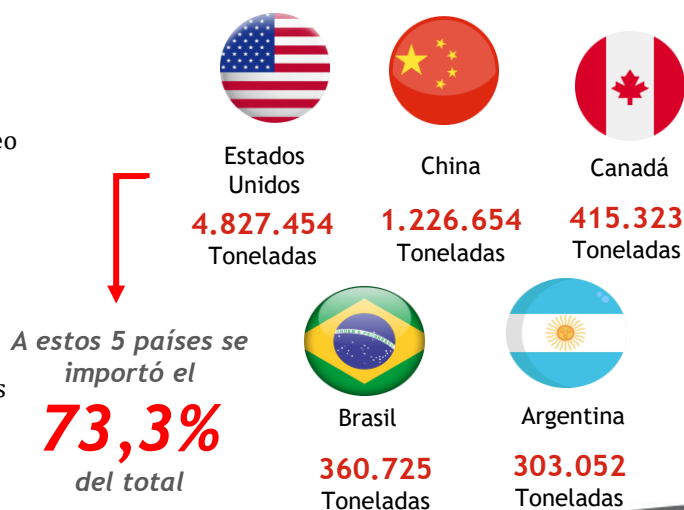 Estados
Unidos
4.827.454
Toneladas
China
1.226.654
Toneladas
Canadá
415.323
Toneladas
A estos 5 países se
importó el
73,3%
del total
Brasil
360.725
Toneladas
Argentina
303.052
Toneladas